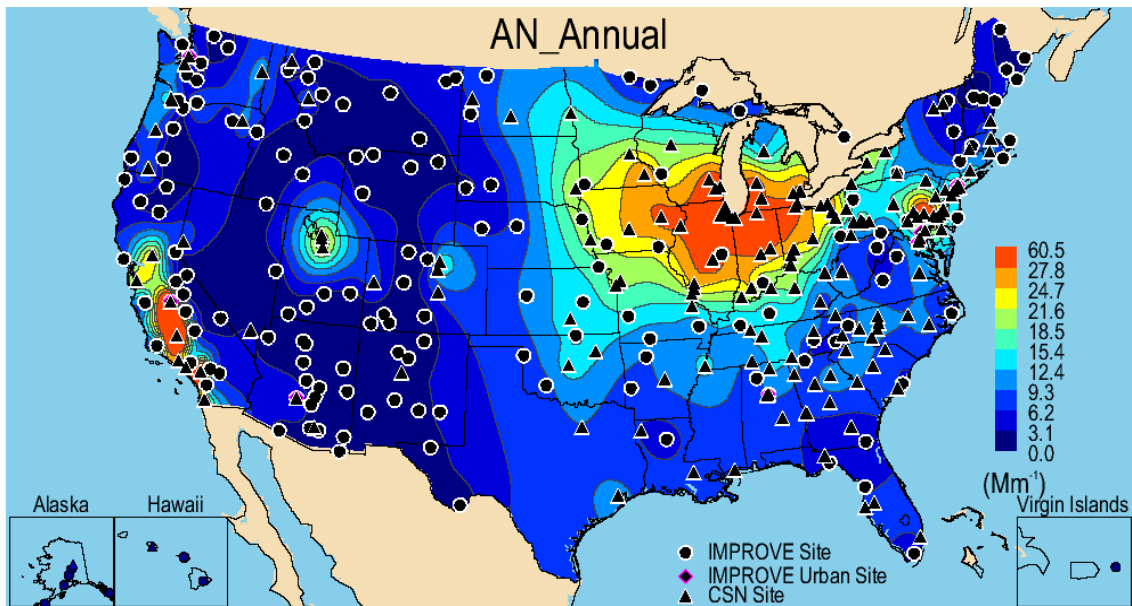 AN_Annual
60.5
27.8
24.7
21.6
18.5
15.4
12.4
9.3
6.2
3.1
0.0
(Mm-1)
Alaska
Hawaii
Virgin Islands
IMPROVE Site
IMPROVE Urban Site
CSN Site